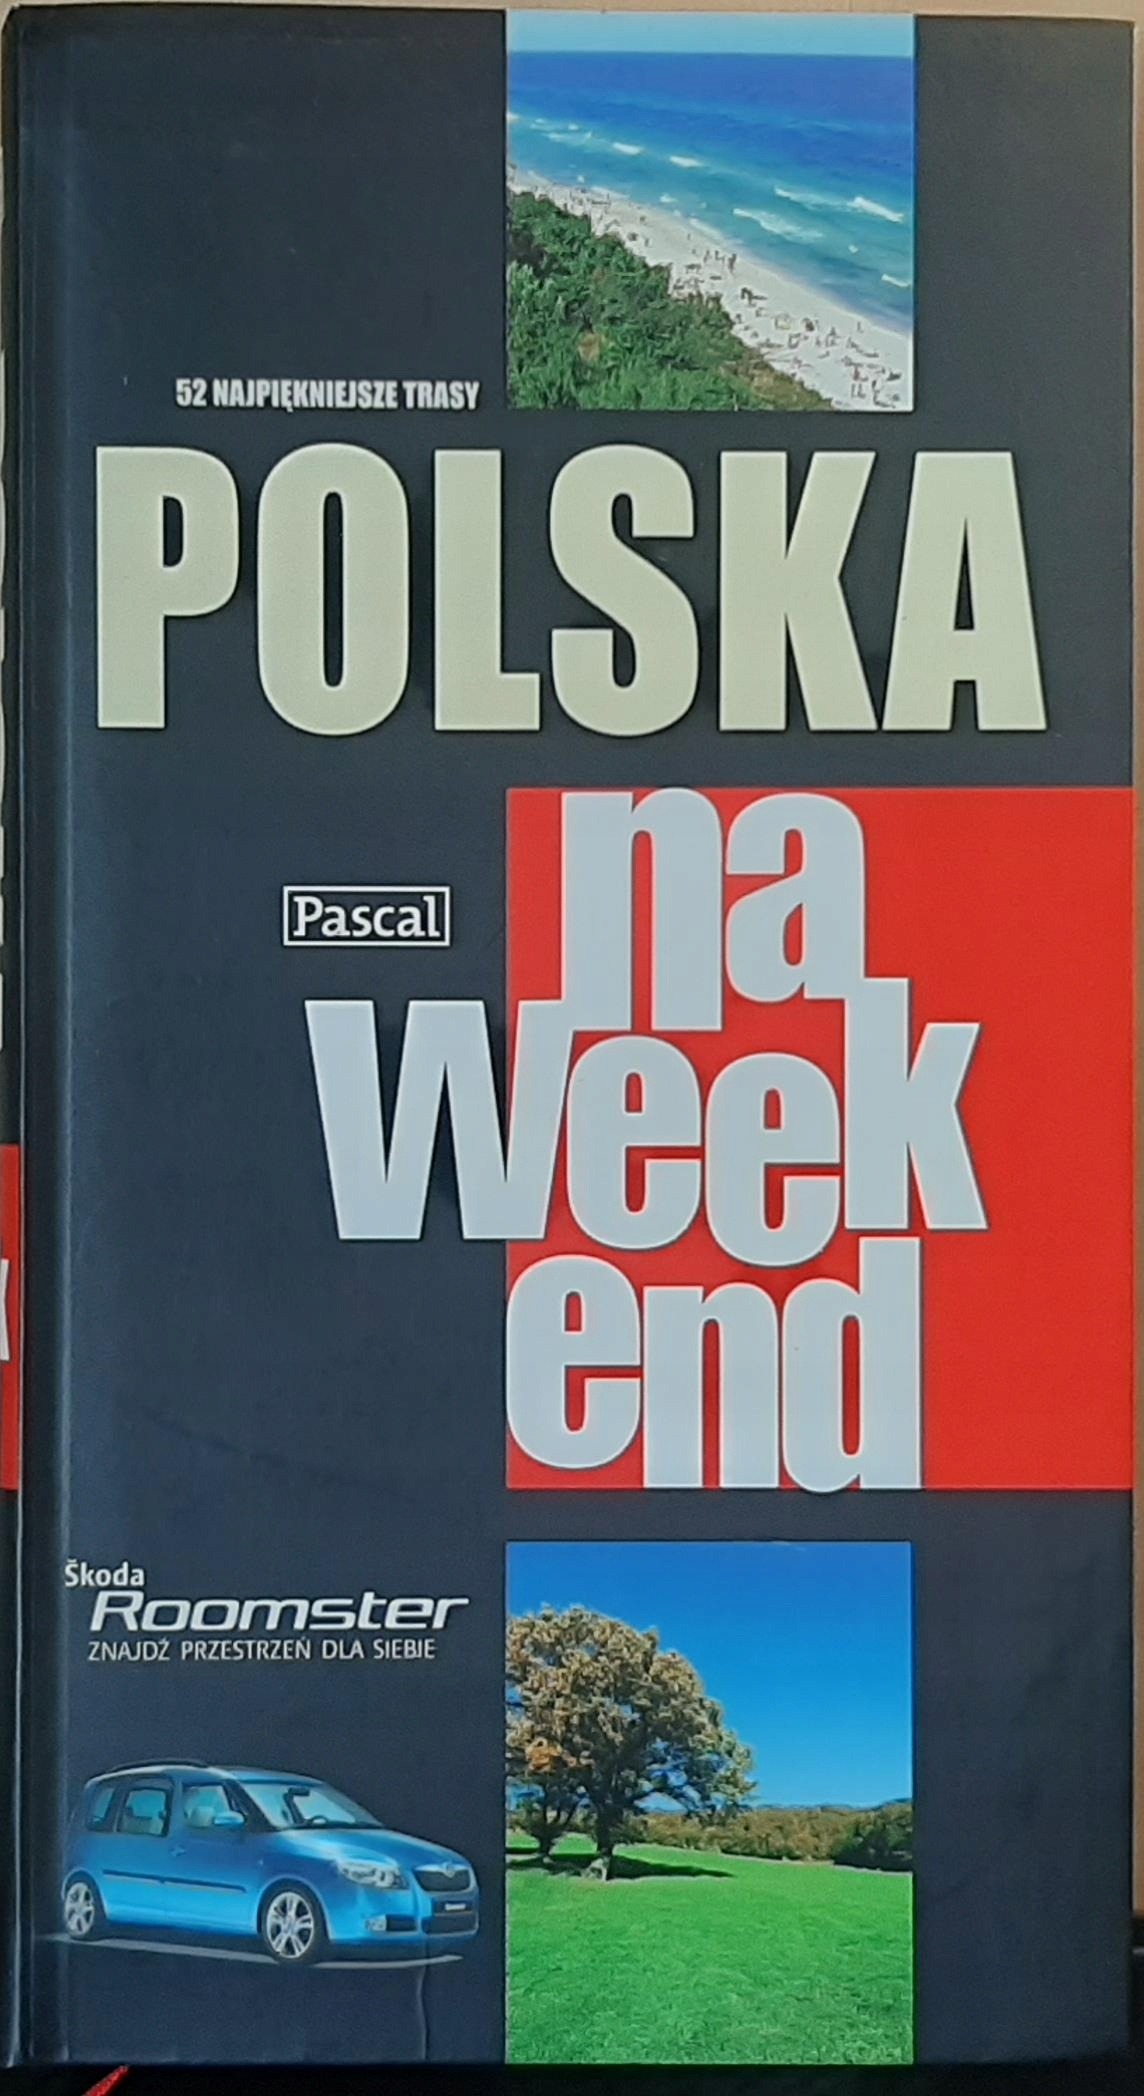 52 NAJPIĘKNIEJSZE TRASY
POLSKA
na
Pascal
week
end
Škoda
Roomster
ZNAJDŹ PRZESTRZEŃ DLA SIEBIE